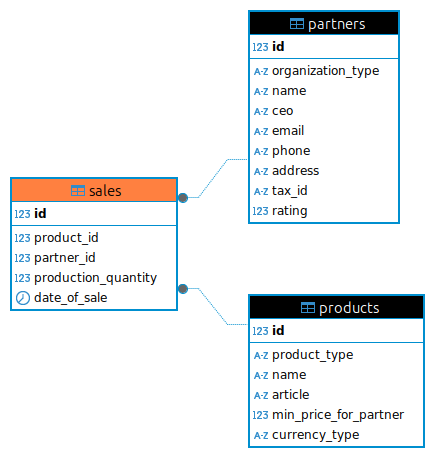 partners
123 id
A-Z organization_type
A-Z name
A-Z ceo
A-Z email
A-Z phone
A-Z address
A-Z tax_id
123 rating
sales
123 id
123 product_id
123 partner_id
123 production_quantity
date_of_sale
products
123 id
A-Z product_type
A-Z name
A-Z article
123 min_price_for_partner
A-Z currency_type